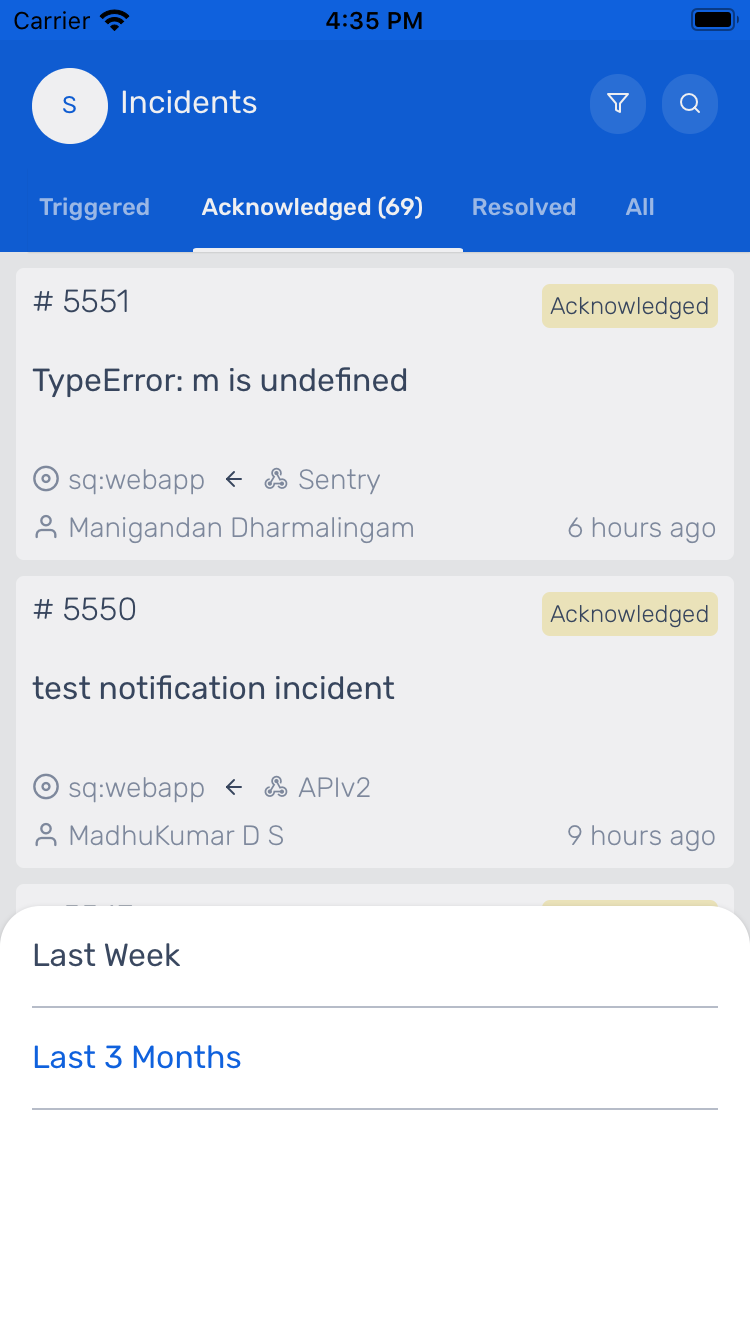 Carrier 4:35 PM
S Incidents
Triggered Acknowledged (69) Resolved All
# 5551 Acknowledged
TypeError: m is undefined
sq:webapp Sentry
Manigandan Dharmalingam 6 hours ago
# 5550 Acknowledged
test notification incident
sq:webapp APIv2
MadhuKumar D S 9 hours ago
Last Week
Last 3 Months